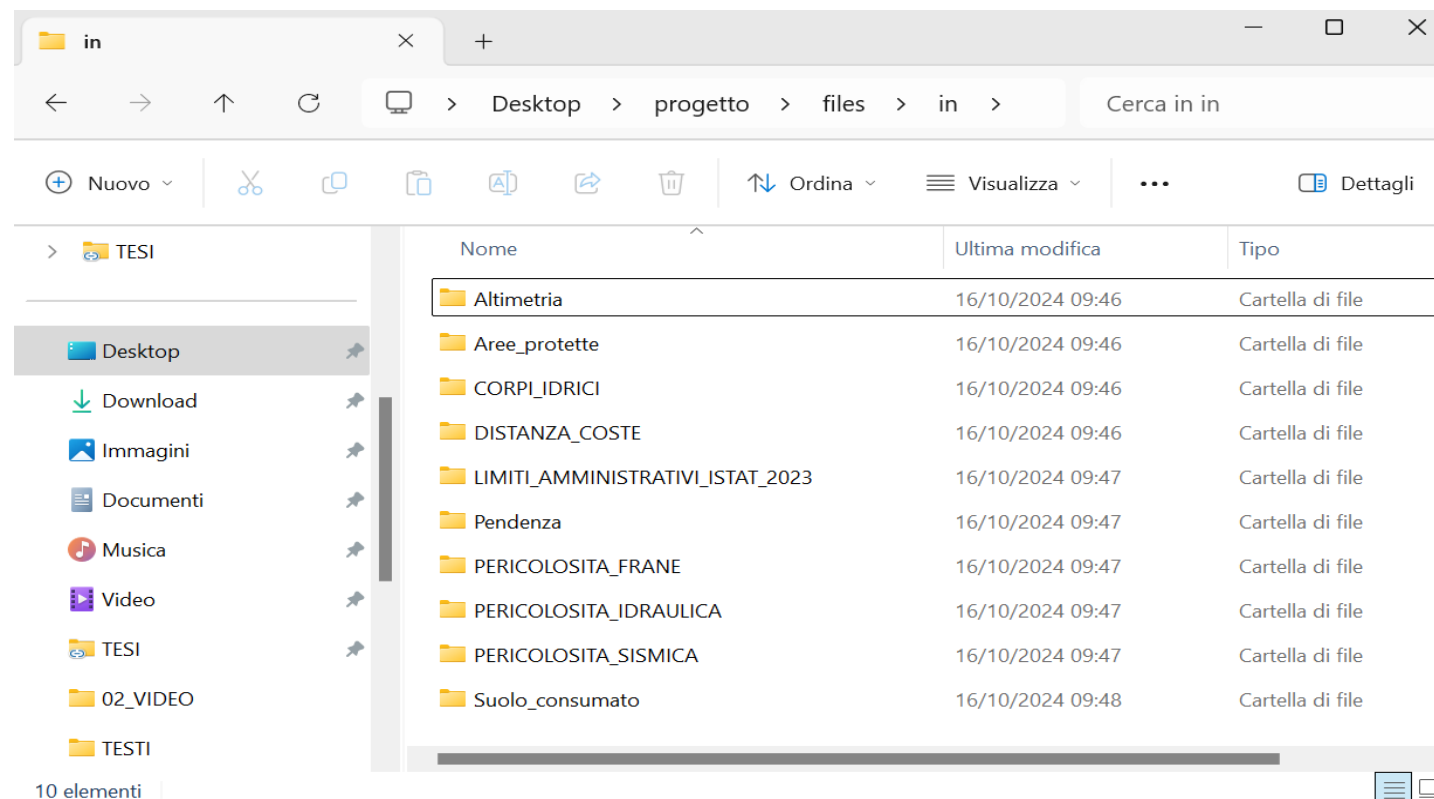 in
Desktop > progetto > files > in >
Cerca in in
Nuovo
Ordina
Visualizza
Dettagli
TESI
Desktop
Download
Immagini
Documenti
Musica
Video
TESI
02_VIDEO
TESTI
Nome Ultima modifica Tipo
Altimetria 16/10/2024 09:46 Cartella di file
Aree_protette 16/10/2024 09:46 Cartella di file
CORPI_IDRICI 16/10/2024 09:46 Cartella di file
DISTANZA_COSTE 16/10/2024 09:46 Cartella di file
LIMITI_AMMINISTRATIVI_ISTAT_2023 16/10/2024 09:47 Cartella di file
Pendenza 16/10/2024 09:47 Cartella di file
PERICOLOSITA_FRANE 16/10/2024 09:47 Cartella di file
PERICOLOSITA_IDRAULICA 16/10/2024 09:47 Cartella di file
PERICOLOSITA_SISMICA 16/10/2024 09:47 Cartella di file
Suolo_consumato 16/10/2024 09:48 Cartella di file
10 elementi